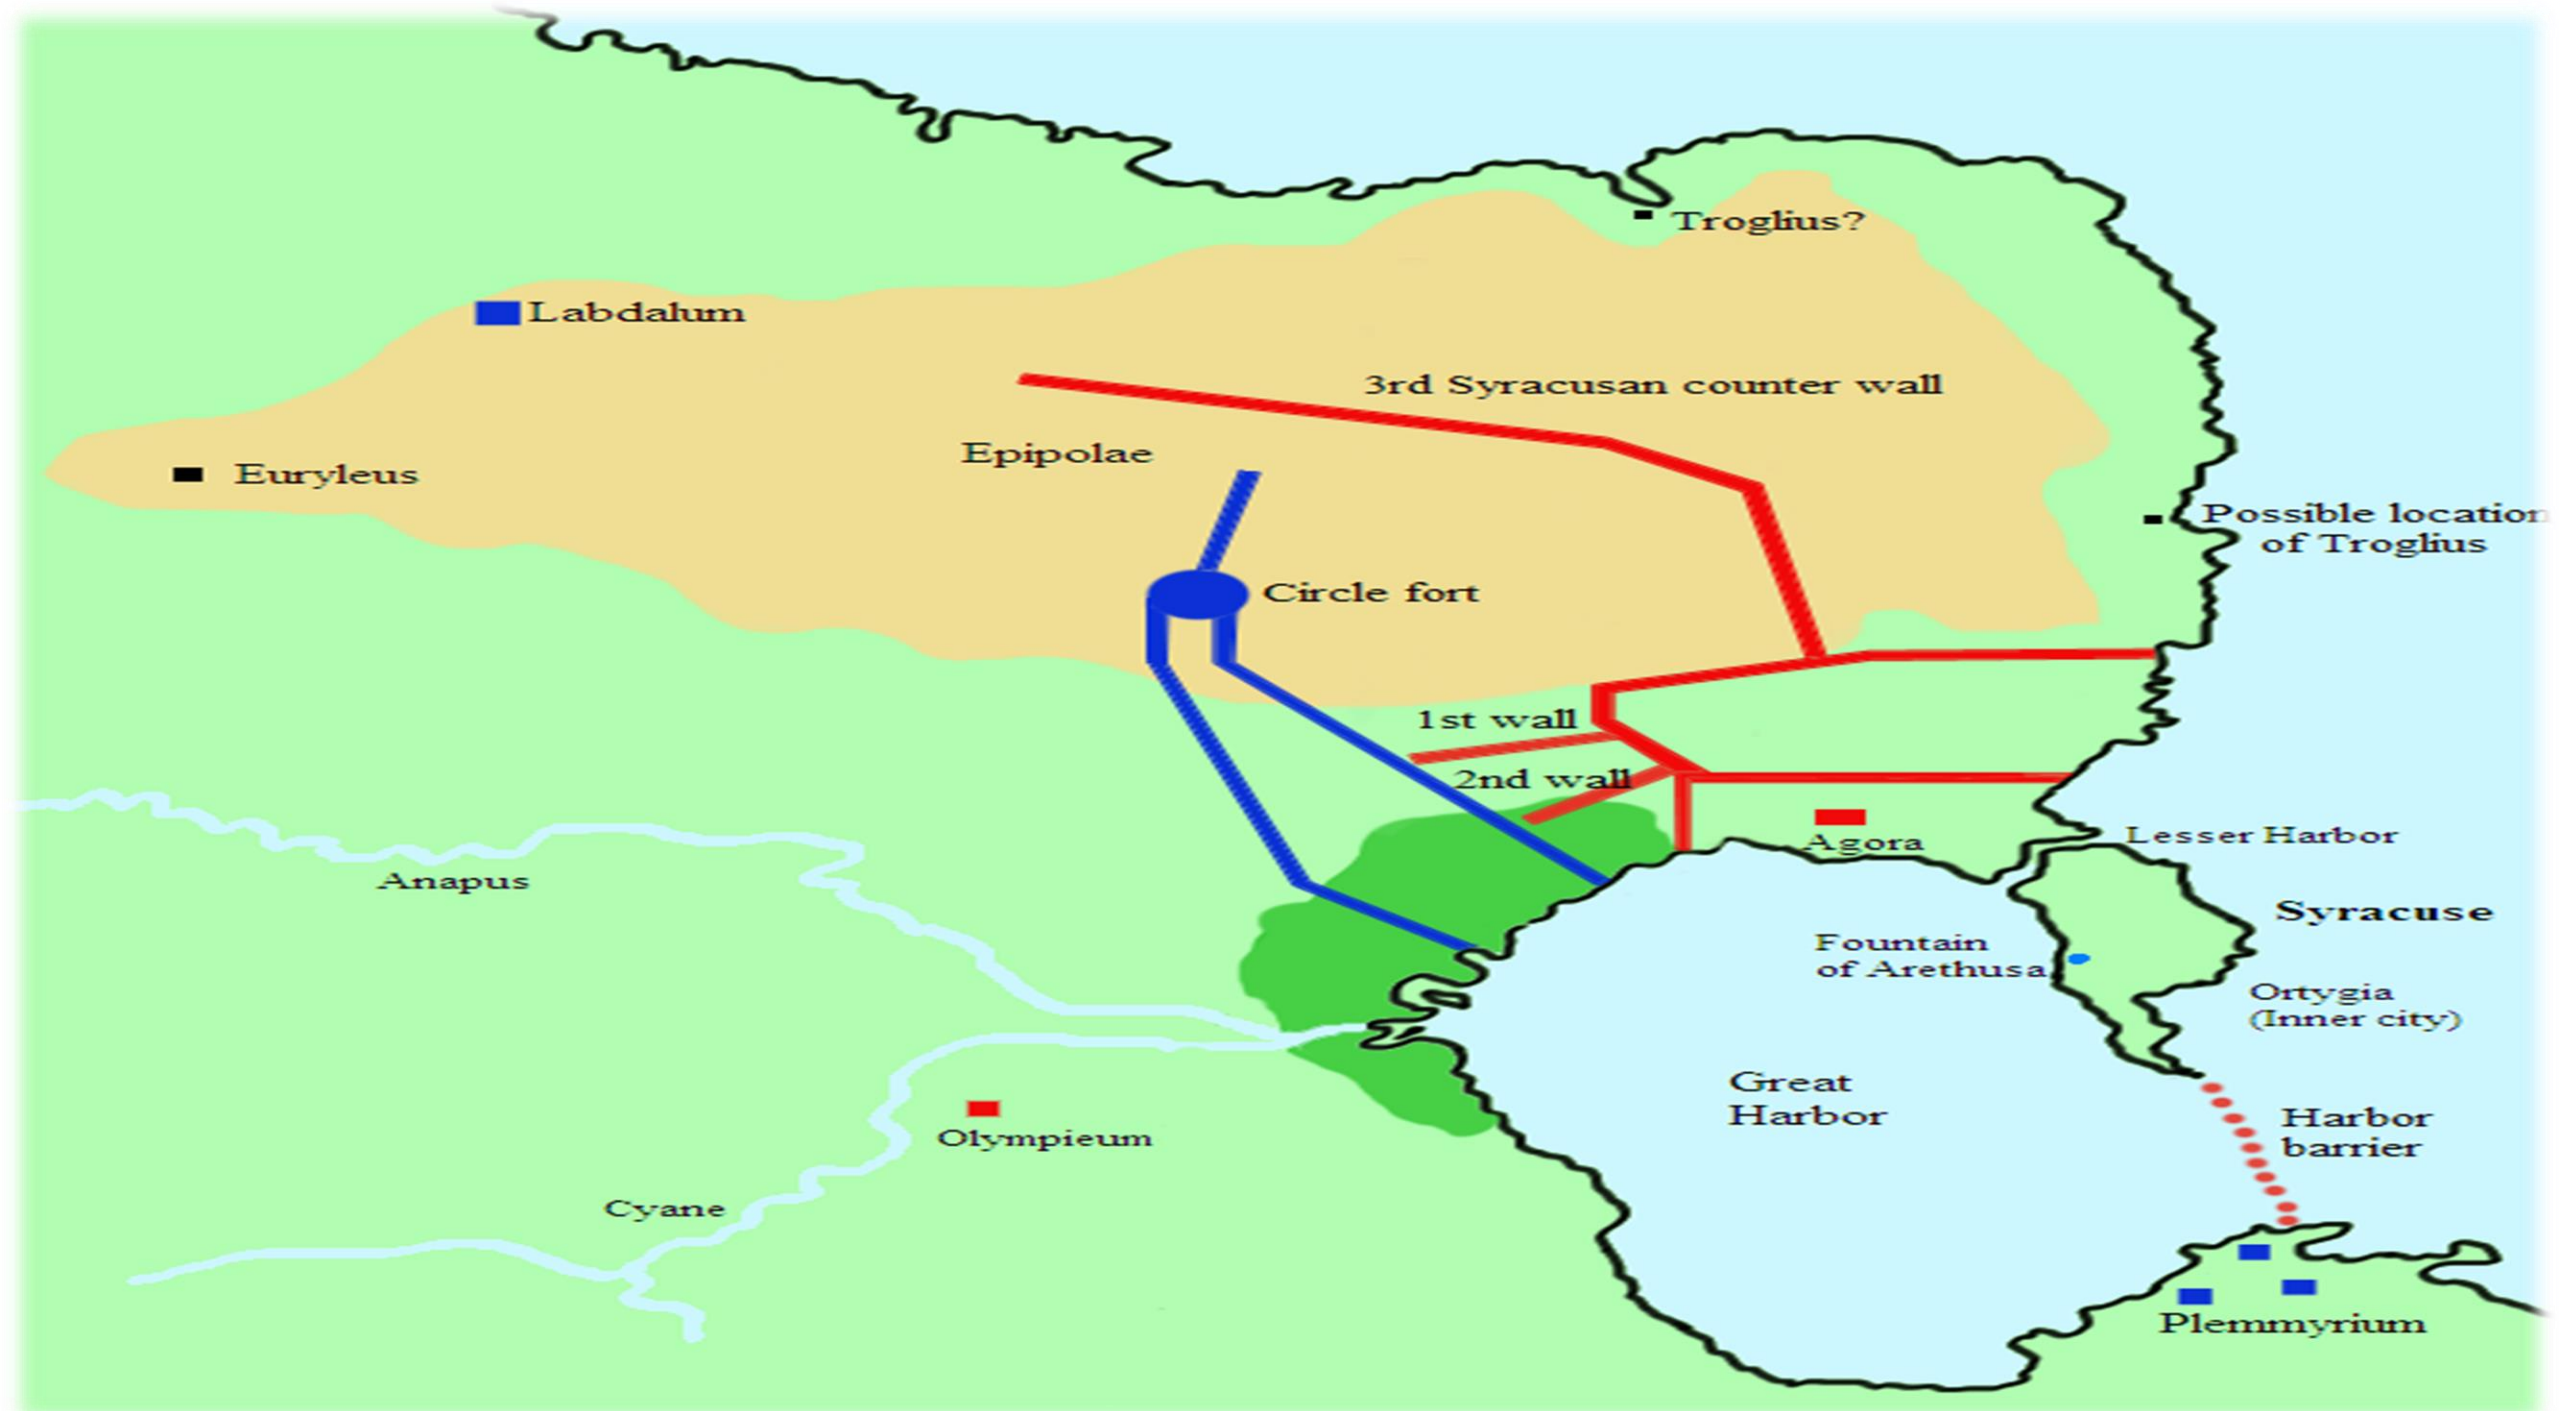 Troglius?
Labdalum
3rd Syracusan counter wall
Epipolae
Euryleus
Possible location
of Troglius
Circle fort
1st wall
2nd wall
Agora
Lesser Harbor
Anapus
Syracuse
Fountain
of Arethusa
Ortygia
(Inner city)
Great
Harbor
Harbor
barrier
Olympieum
Cyane
Plemmyrium